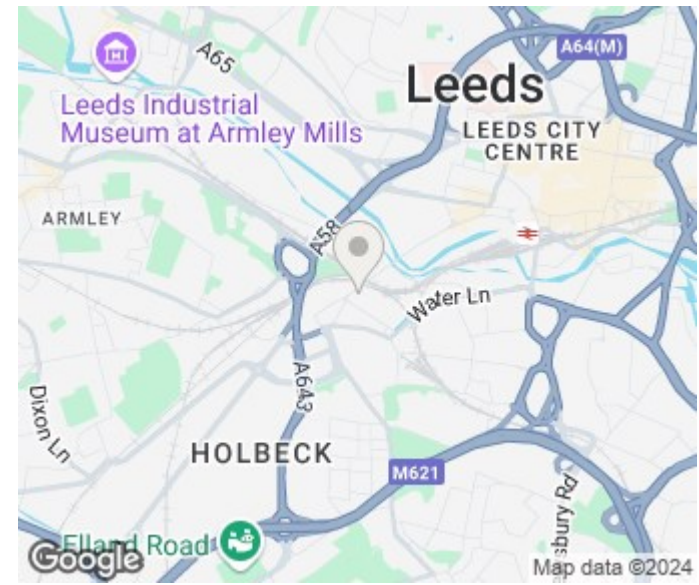 A65
A64(M)
Leeds
Leeds Industrial
Museum at Armley Mills
LEEDS CITY
CENTRE
ARMLEY
A58
Water Ln
A643
Dixon Ln
HOLBECK
M621
Elland Road
Google
Map data ©2024